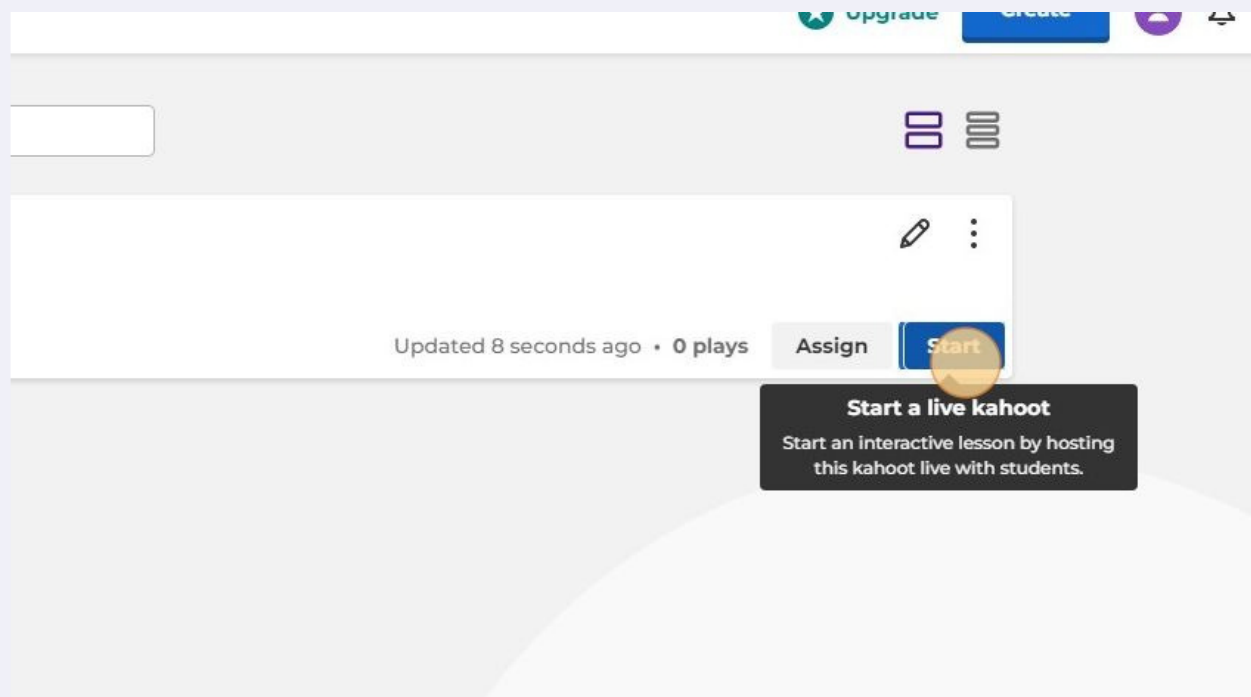 Upgrade Create
Updated 8 seconds ago • 0 plays Assign Start
Start a live kahoot
Start an interactive lesson by hosting
this kahoot live with students.